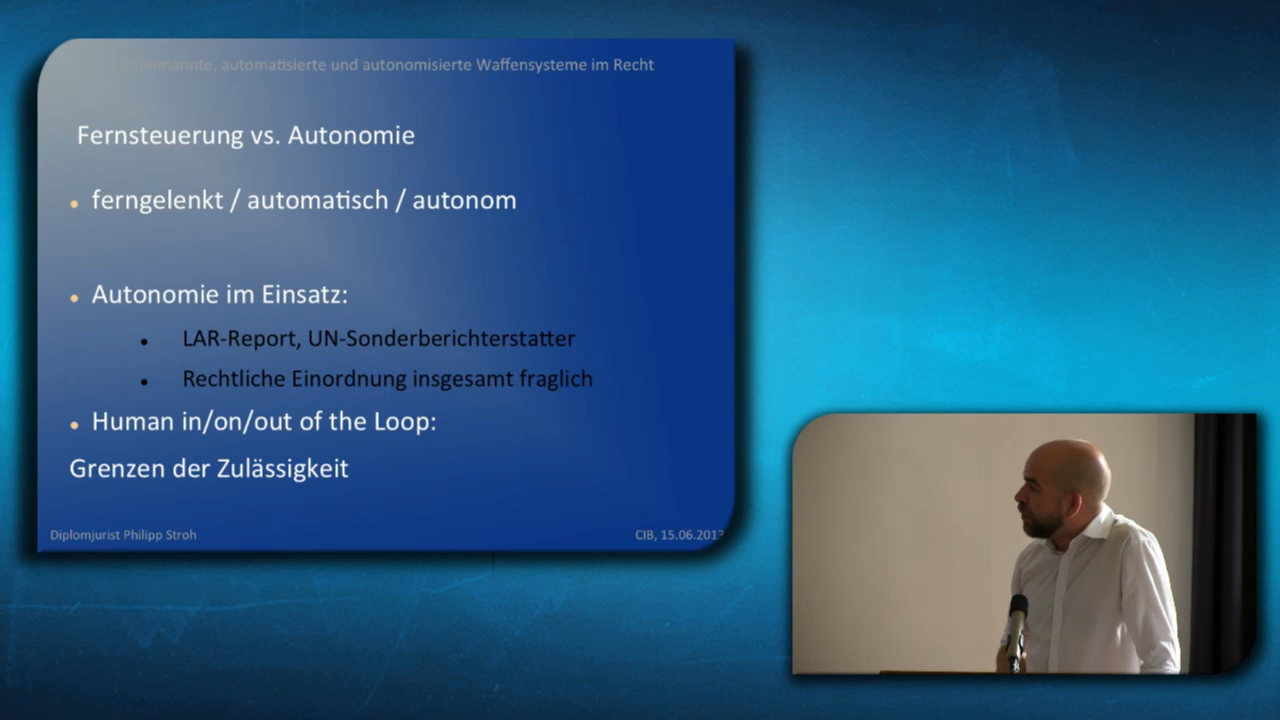 automatisierte und autonomisierte Waffensysteme im Recht
Fernsteuerung vs. Autonomie
• ferngelenkt / automatisch / autonom
• Autonomie im Einsatz:
• LAR-Report, UN-Sonderberichterstatter
• Rechtliche Einordnung insgesamt fraglich
• Human in/on/out of the Loop:
Grenzen der Zulässigkeit
Diplomjurist Philipp Stroh
CIB, 15.06.2013